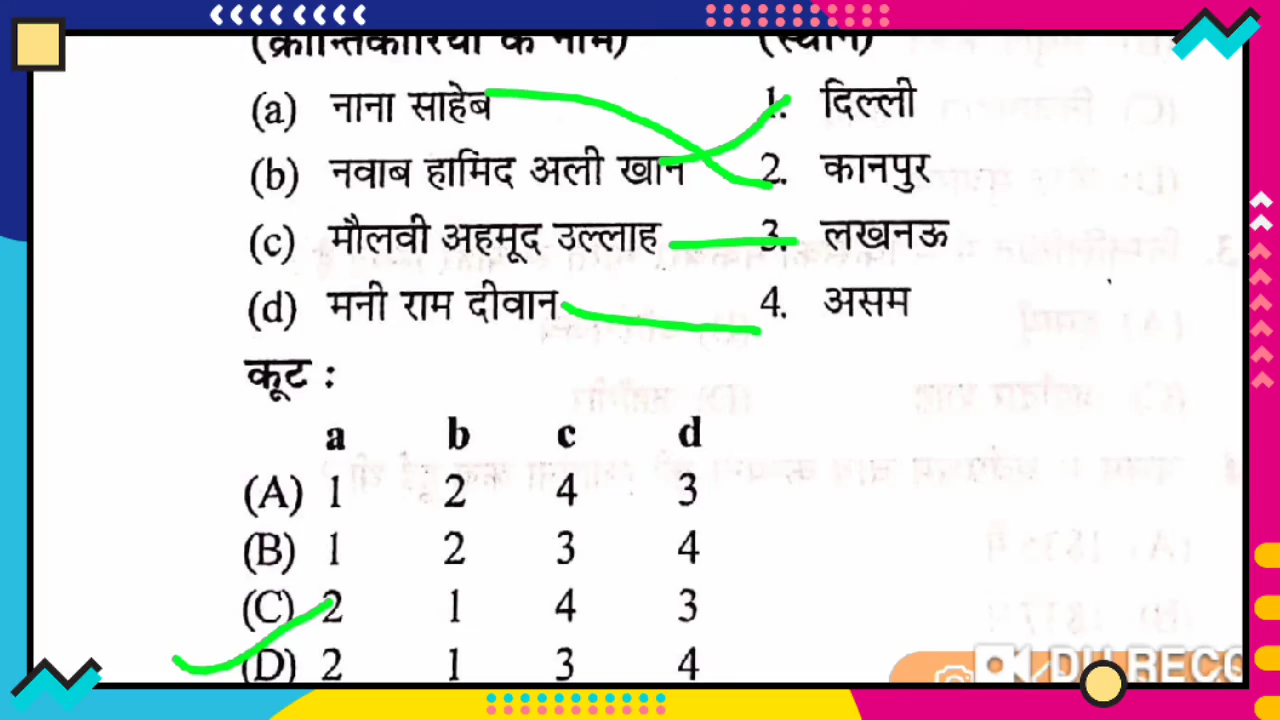 (क्रान्तिकारियों के नाम) (स्थान)
(a) नाना साहेब 1. दिल्ली
(b) नवाब हामिद अली खान 2. कानपुर
(c) मौलवी अहमूद उल्लाह 3. लखनऊ
(d) मनी राम दीवान 4. असम
कूट :
a b c d
(A) 1 2 4 3
(B) 1 2 3 4
(C) 2 1 4 3
(D) 2 1 3 4